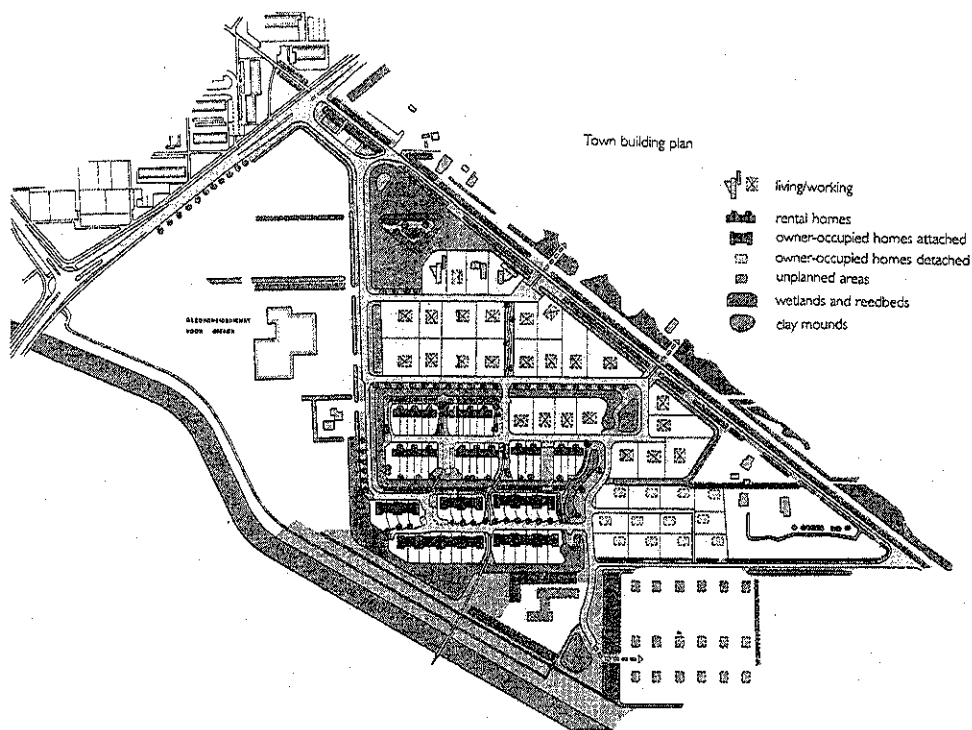 Town building plan
living/working
rental homes
owner-occupied homes attached
owner-occupied homes detached
unplanned areas
wetlands and reedbeds
clay mounds
VOOR